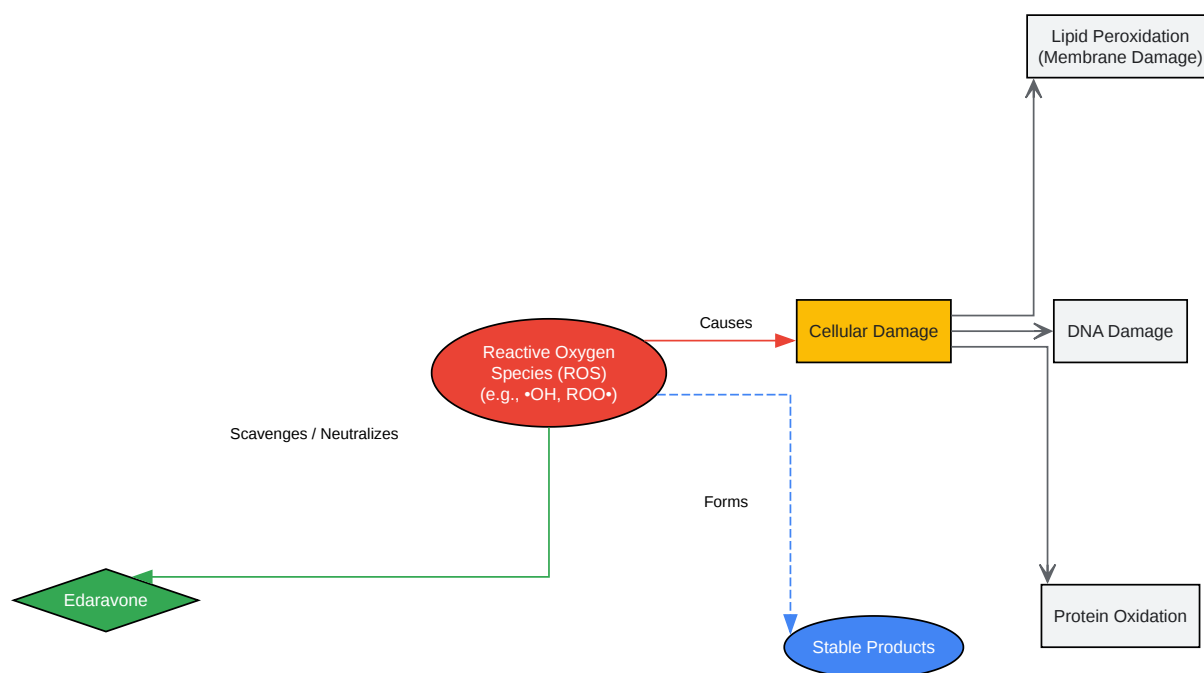 Lipid Peroxidation
(Membrane Damage)
Causes
Cellular Damage
DNA Damage
Reactive Oxygen
Species (ROS)
(e.g., •OH, ROO•)
Scavenges / Neutralizes
Forms
Edaravone
Protein Oxidation
Stable Products